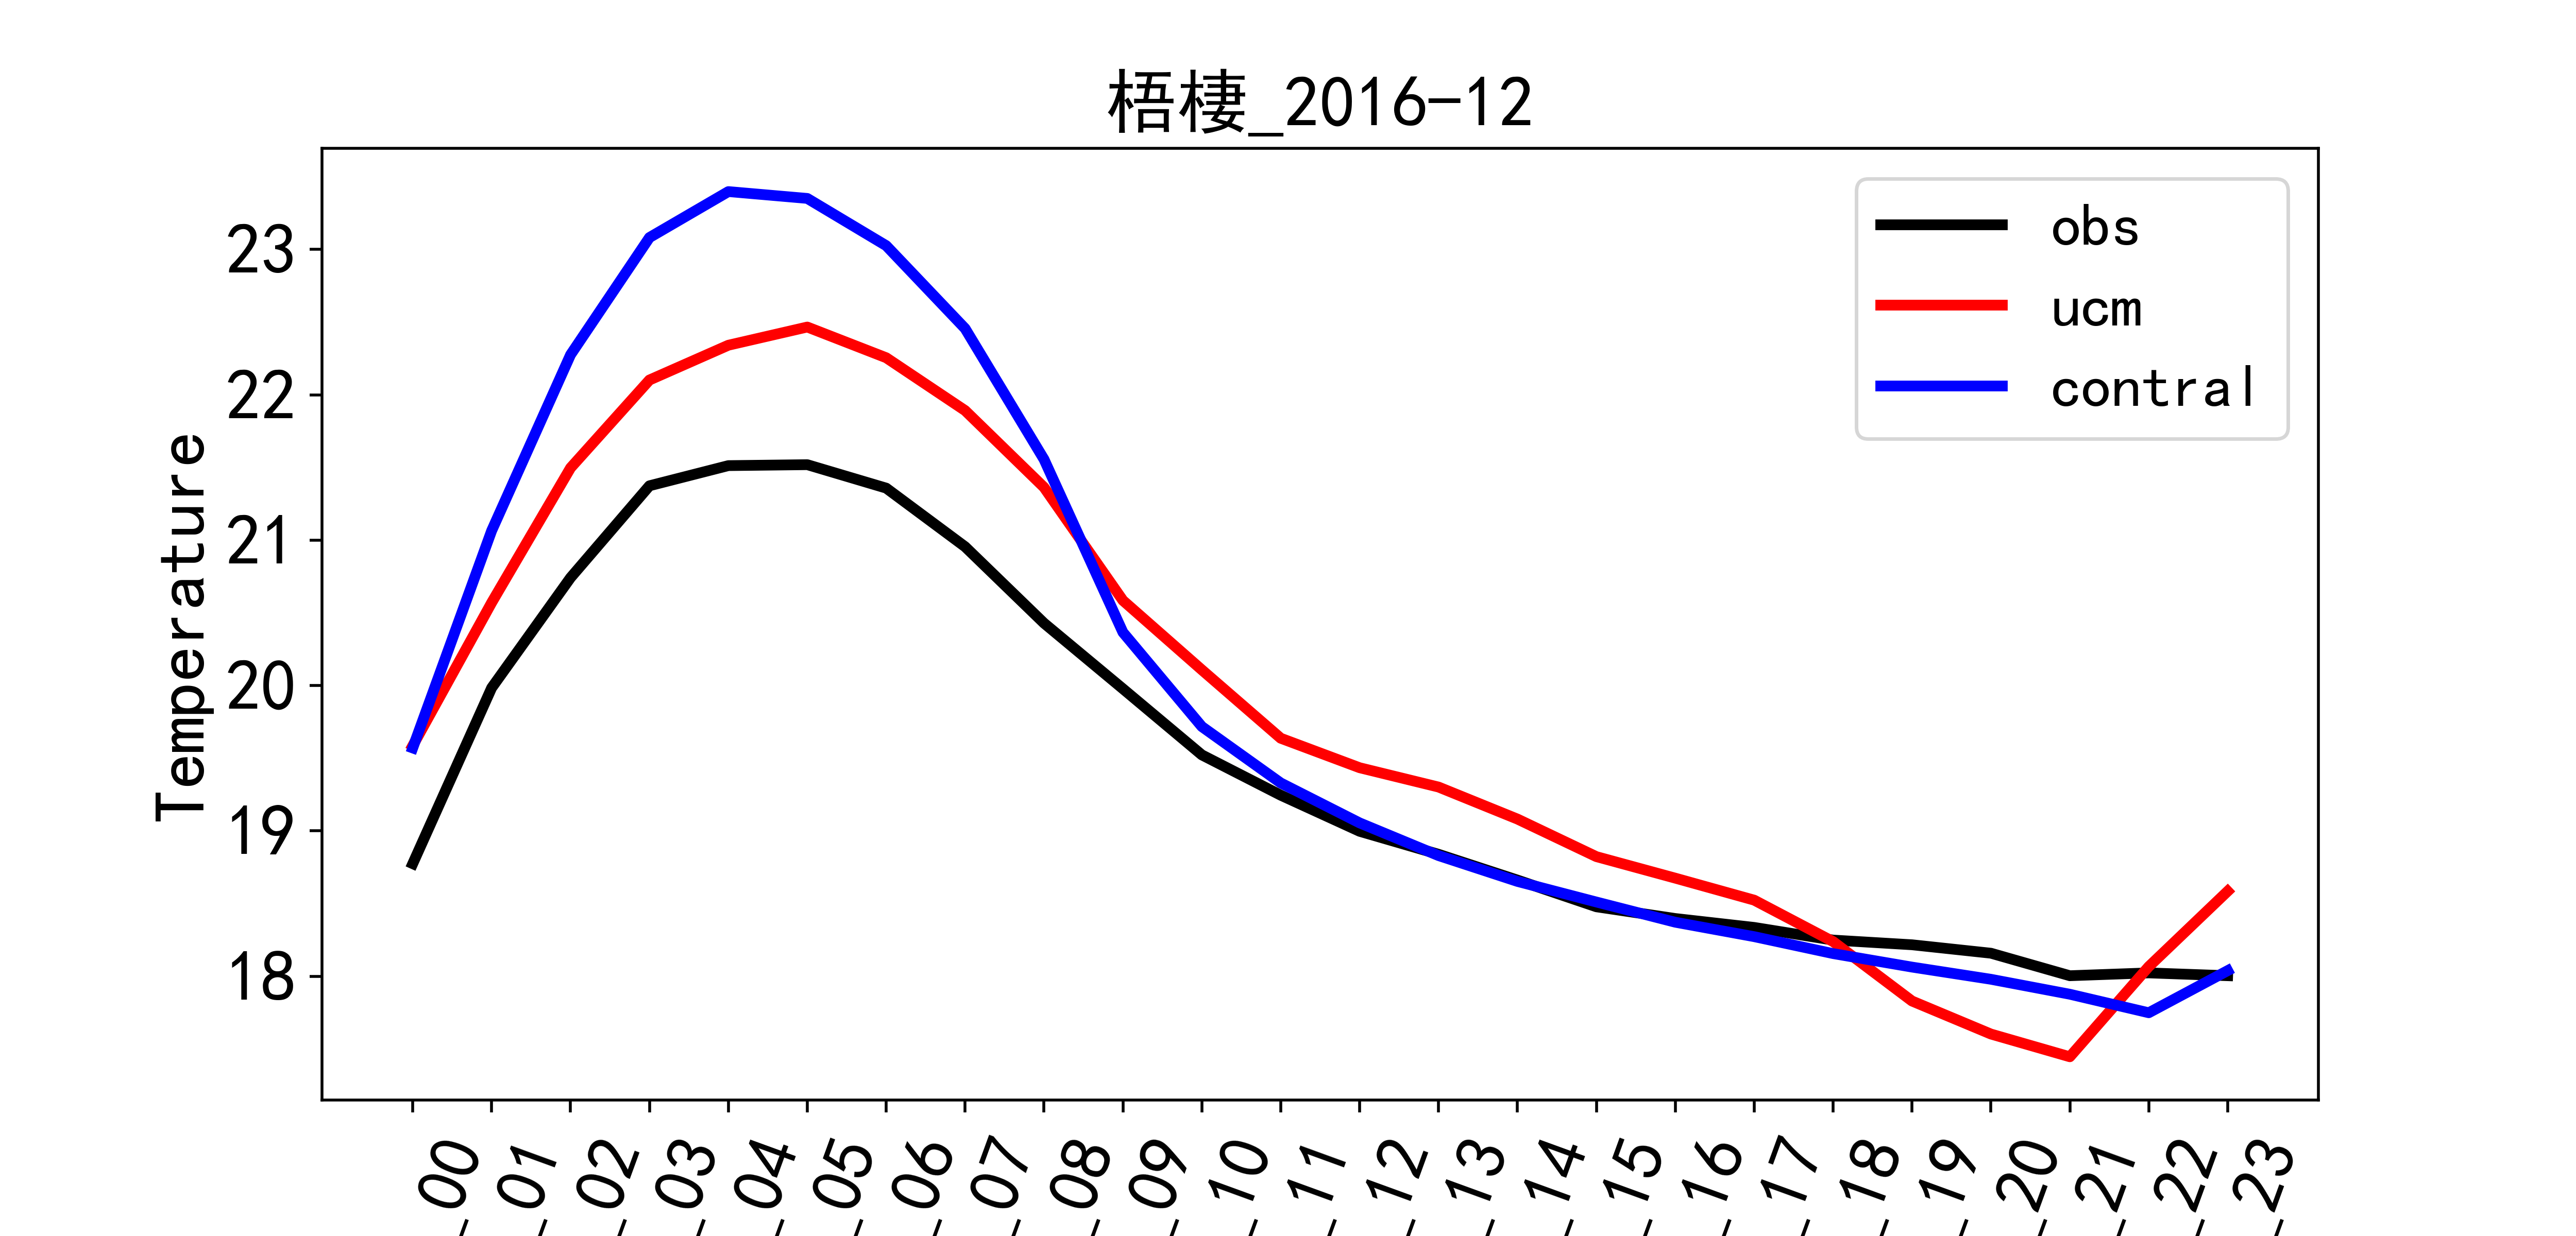 梧棲_2016-12
obs
ucm
contral
Temperature
23
22
21
20
19
18
_00 _01 _02 _03 _04 _05 _06 _07 _08 _09 _10 _11 _12 _13 _14 _15 _16 _17 _18 _19 _20 _21 _22 _23